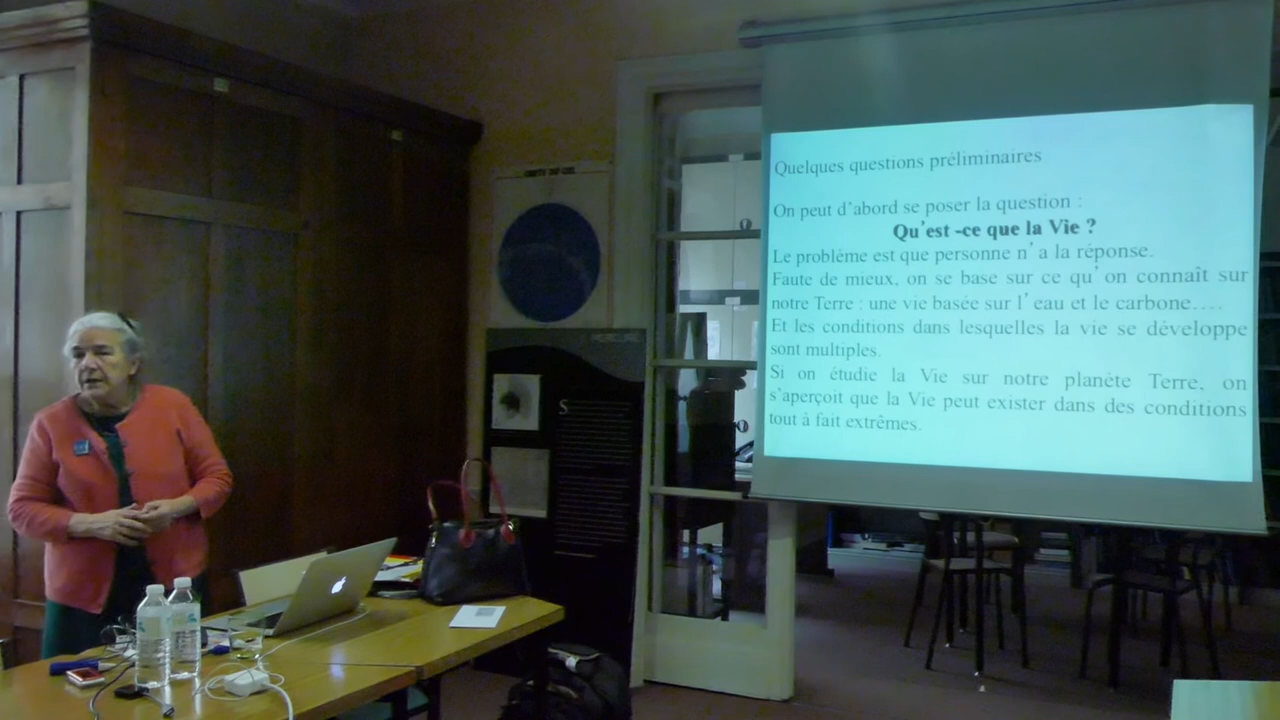 CARTE DU CIEL
MERCURE
Quelques questions préliminaires
On peut d'abord se poser la question :
Qu'est -ce que la Vie ?
Le problème est que personne n' a la réponse.
Faute de mieux, on se base sur ce qu' on connaît sur
notre Terre : une vie basée sur l' eau et le carbone….
Et les conditions dans lesquelles la vie se développe
sont multiples.
Si on étudie la Vie sur notre planète Terre, on
s'aperçoit que la Vie peut exister dans des conditions
tout à fait extrêmes.